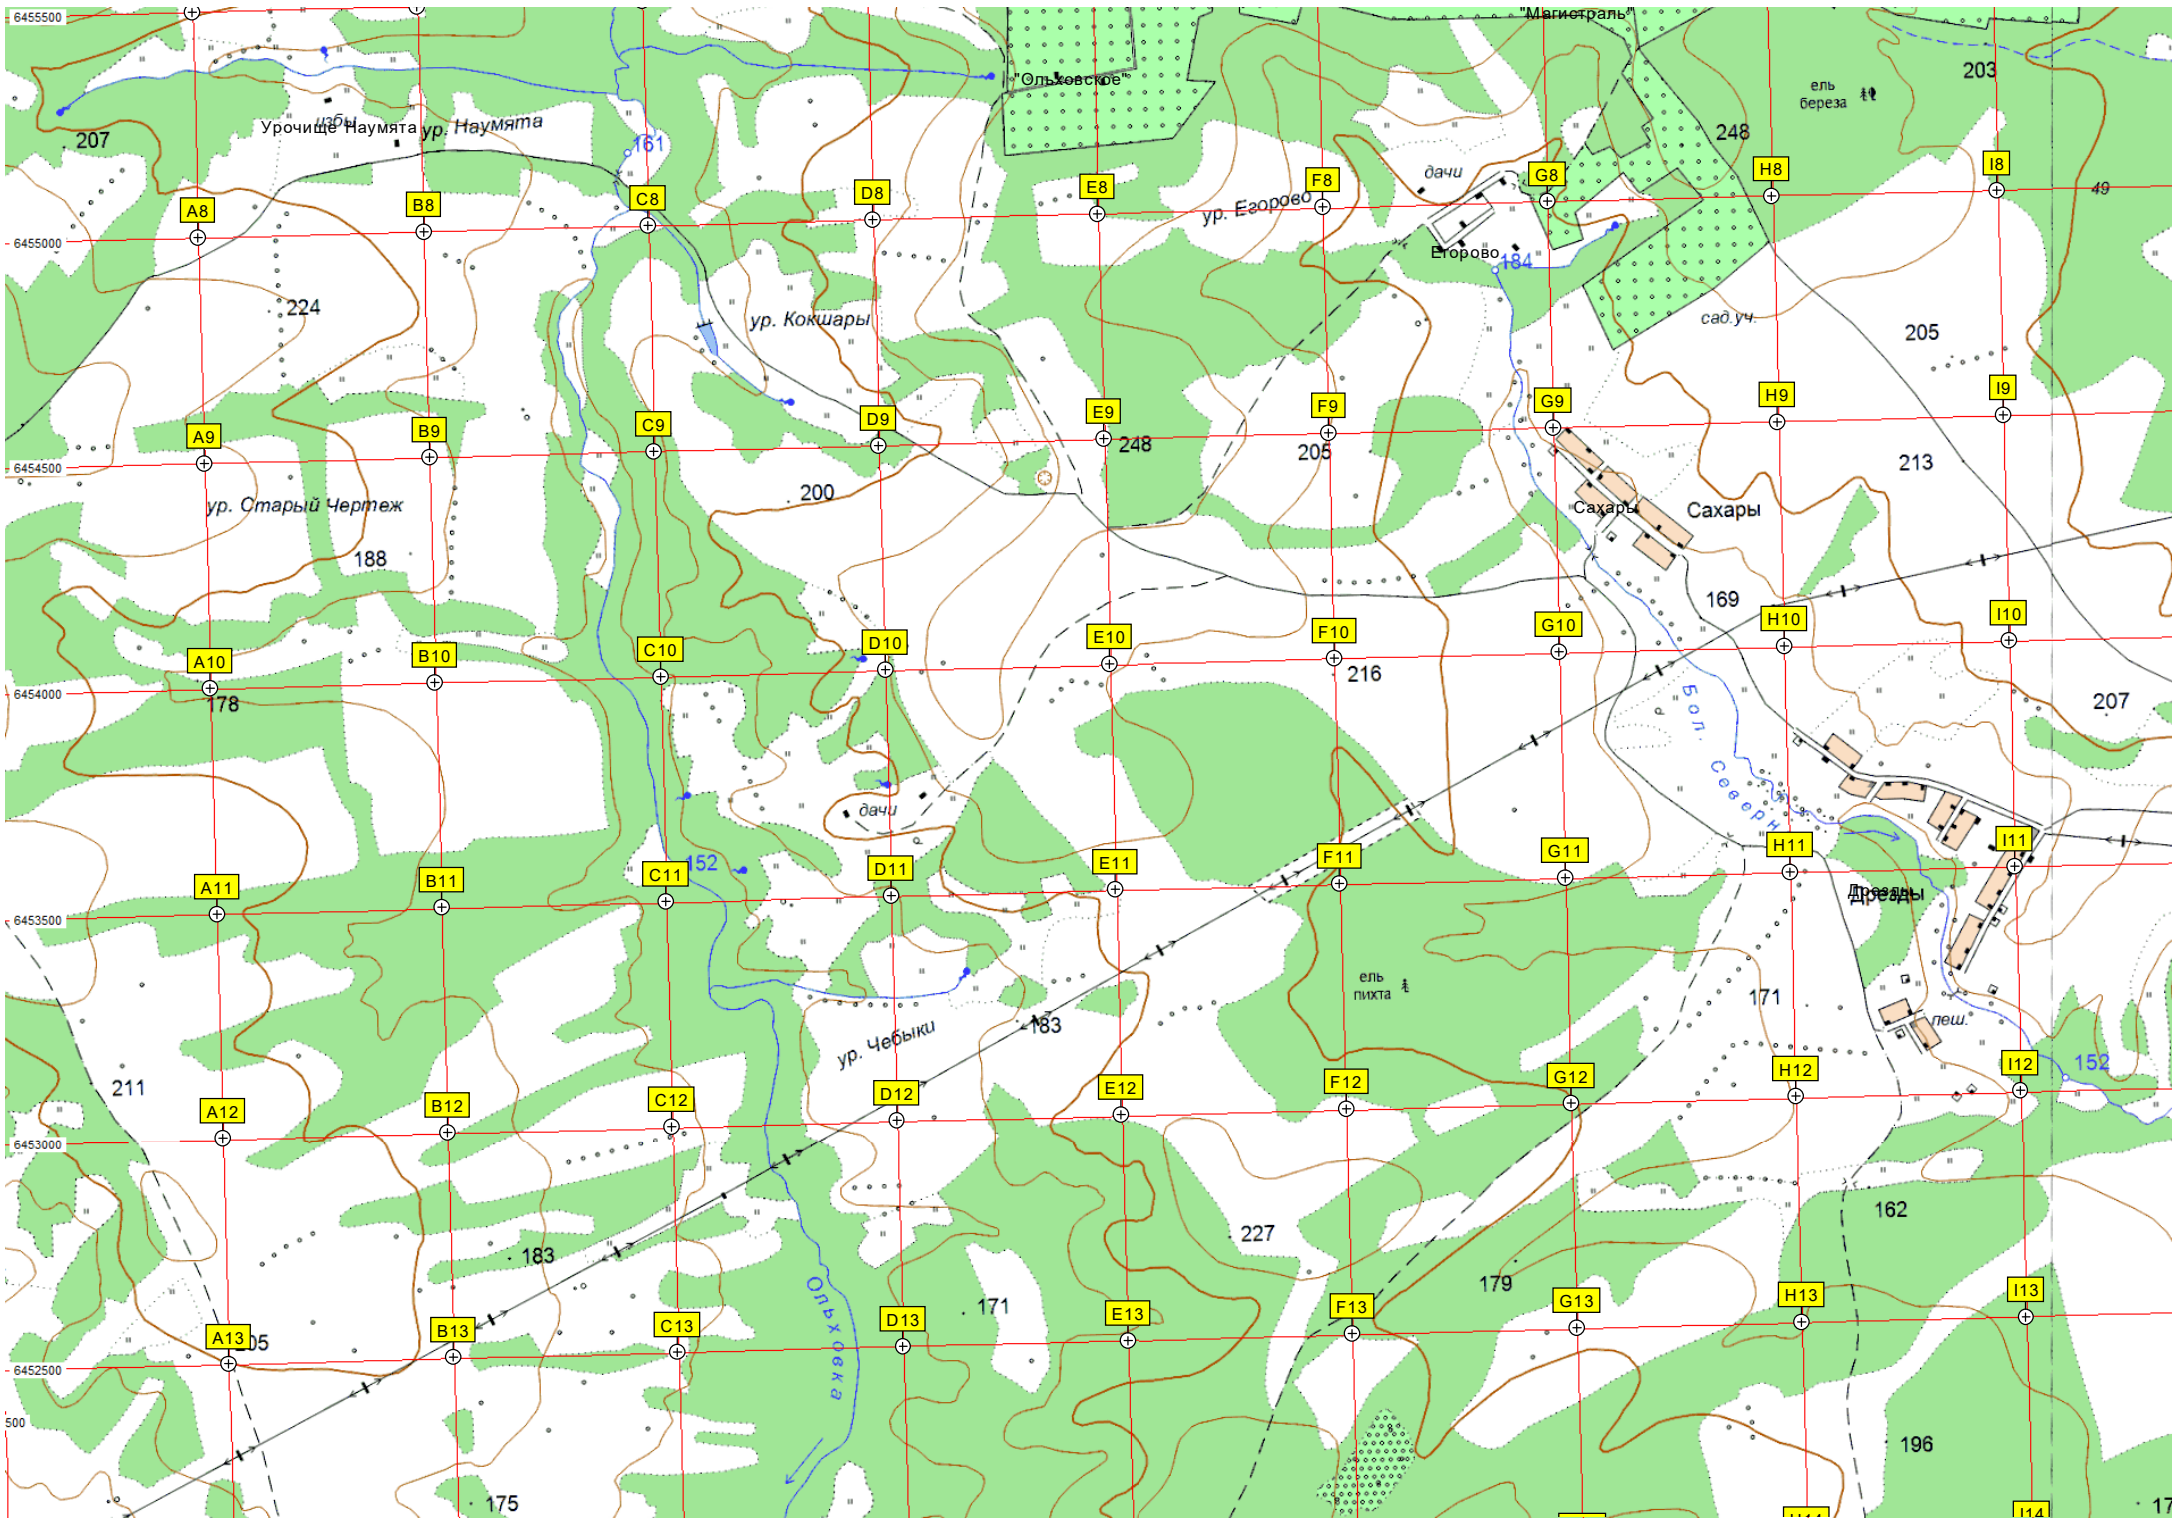 6455500
"Магистраль"
203
"Ольховское"
ель
береза
избы
Урочище Наумята
ур. Наумята
207
161
248
дачи
A8
B8
C8
D8
E8
F8
G8
H8
I8
49
ур. Егорово
6455000
Егорово
184
224
ур. Кокшары
сад.уч.
205
A9
B9
C9
D9
E9
F9
G9
H9
I9
248
205
213
6454500
200
ур. Старый Чертеж
Сахары
Сахары
188
169
A10
B10
C10
D10
E10
F10
G10
H10
I10
216
6454000
178
207
Бол.
Северн
дачи
152
A11
B11
C11
D11
E11
F11
G11
H11
I11
Дрезды
6453500
ель
пихта
171
183
ур. Чебыки
пеш.
211
152
A12
B12
C12
D12
E12
F12
G12
H12
I12
6453000
162
227
183
179
Ольховка
171
A13
B13
C13
D13
E13
F13
G13
H13
I13
6452500
500
196
175
I14